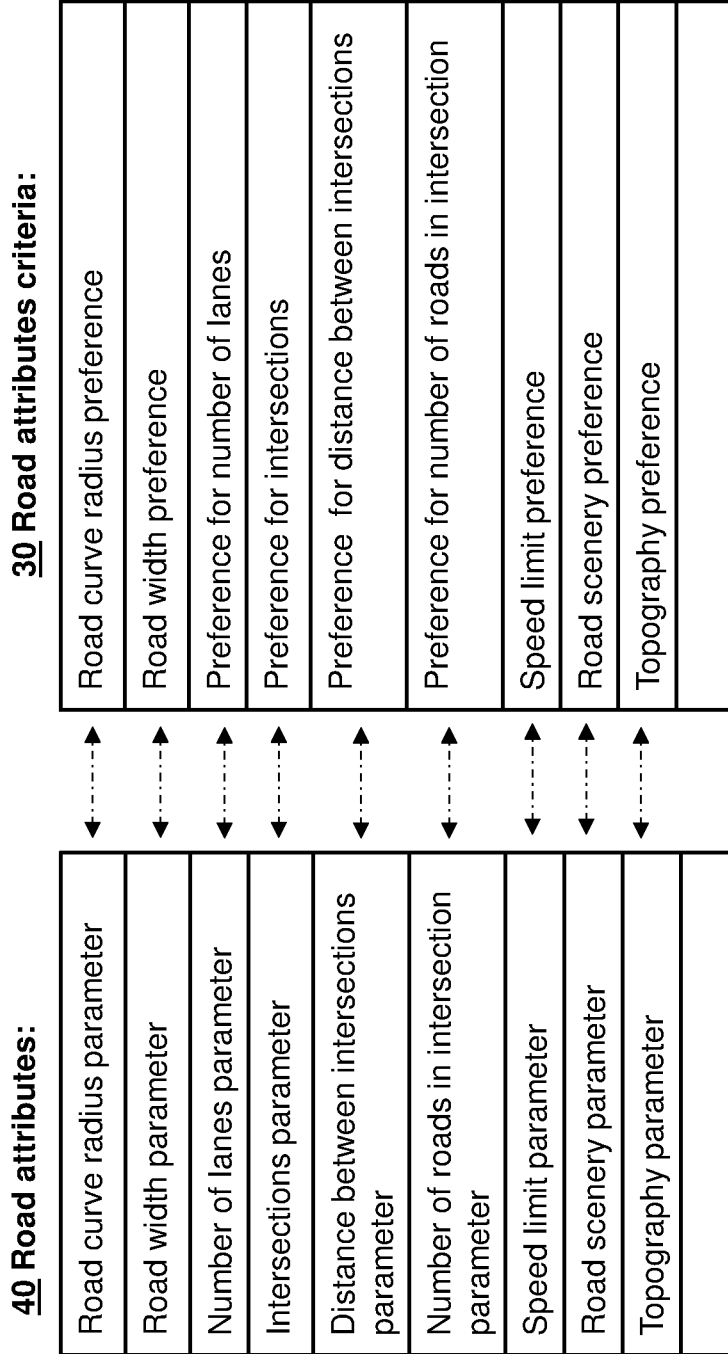 40 Road attributes:
Road curve radius parameter
Road width parameter
Number of lanes parameter
Intersections parameter
Distance between intersections
parameter
Number of roads in intersection
parameter
Speed limit parameter
Road scenery parameter
Topography parameter
30 Road attributes criteria:
Road curve radius preference
Road width preference
Preference for number of lanes
Preference for intersections
Preference for distance between intersections
Preference for number of roads in intersection
Speed limit preference
Road scenery preference
Topography preference